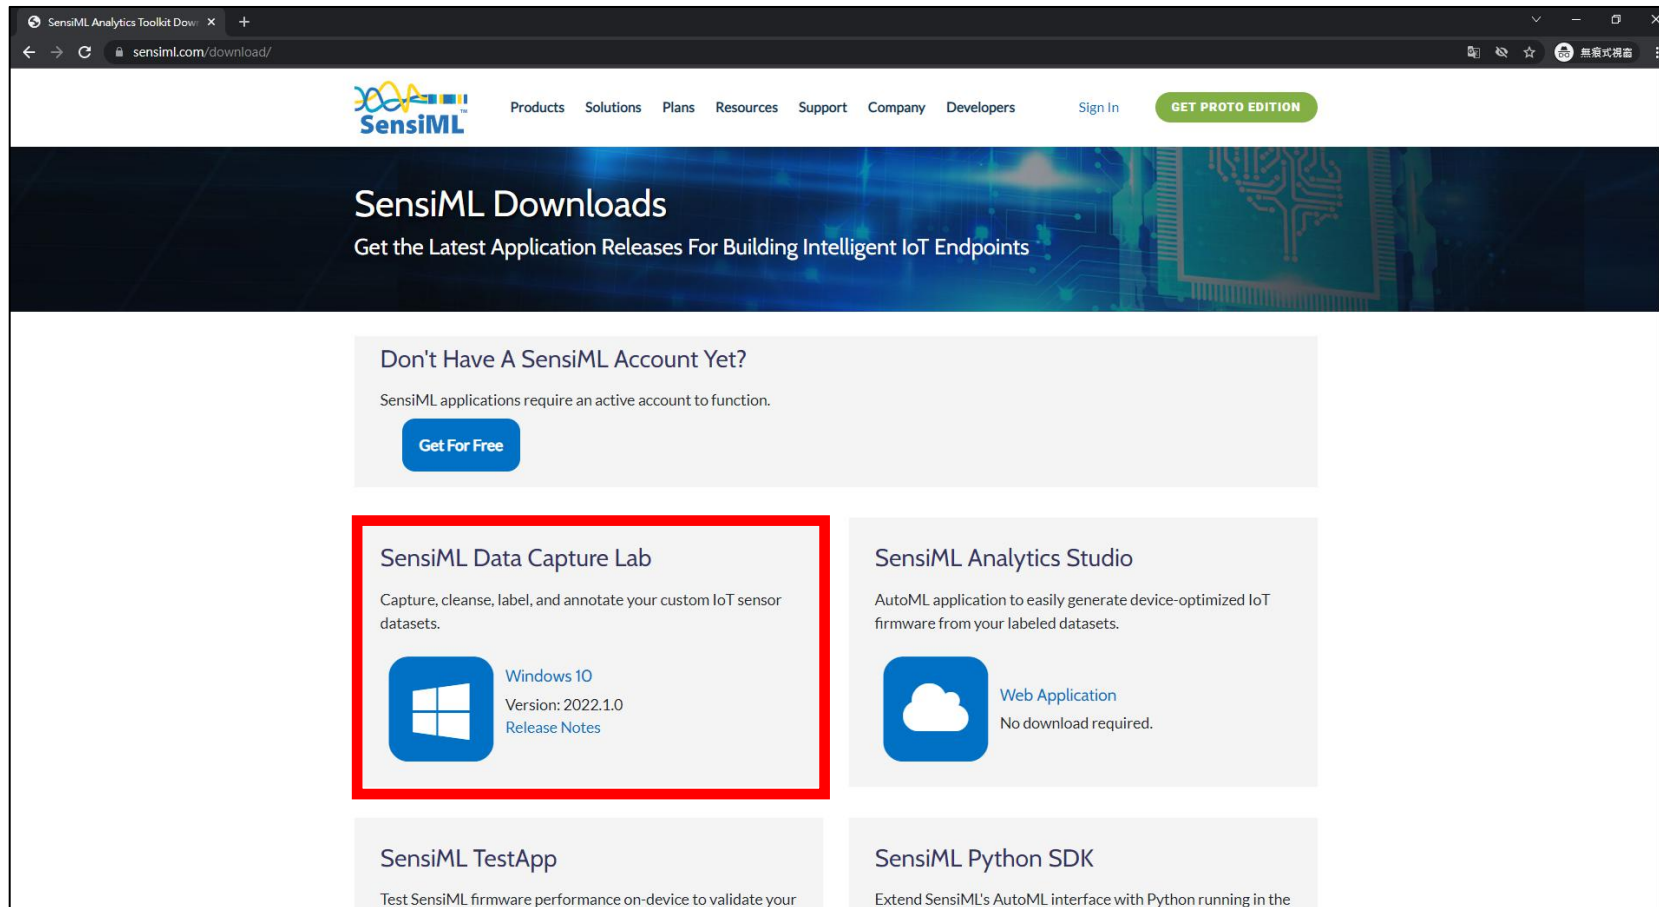 SensiML Analytics Toolkit Dow
sensiml.com/download/
無痕式視窗
SensiML
TM
Products Solutions Plans Resources Support Company Developers Sign In GET PROTO EDITION
SensiML Downloads
Get the Latest Application Releases For Building Intelligent IoT Endpoints
Don't Have A SensiML Account Yet?
SensiML applications require an active account to function.
Get For Free
SensiML Data Capture Lab
Capture, cleanse, label, and annotate your custom IoT sensor
datasets.
Windows 10
Version: 2022.1.0
Release Notes
SensiML Analytics Studio
AutoML application to easily generate device-optimized IoT
firmware from your labeled datasets.
Web Application
No download required.
SensiML TestApp
Test SensiML firmware performance on-device to validate your
SensiML Python SDK
Extend SensiML's AutoML interface with Python running in the